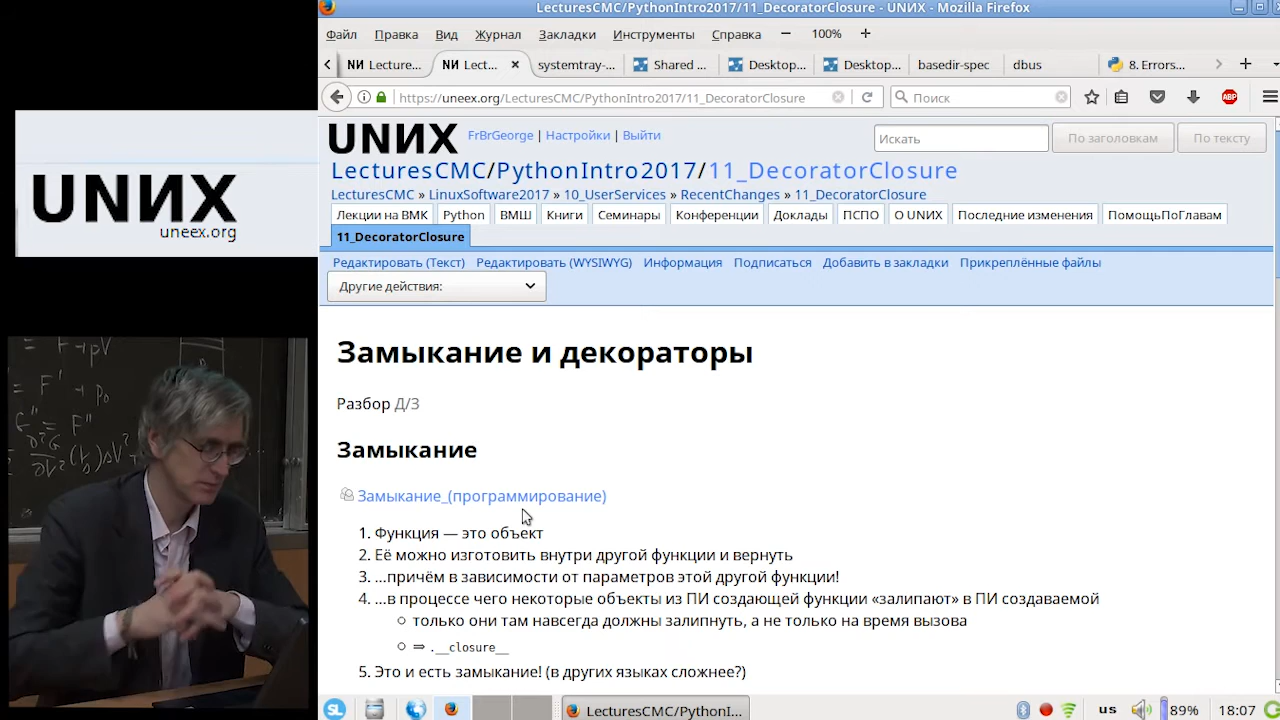 LecturesCMC/PythonIntro2017/11_DecoratorClosure - UNИX - Mozilla Firefox
Файл Правка Вид Журнал Закладки Инструменты Справка − 100% +
NИ Lecture... NИ Lect... × systemtray-... Shared ... Desktop... Desktop... basedir-spec dbus 8. Errors...
https://uneex.org/LecturesCMC/PythonIntro2017/11_DecoratorClosure Поиск ABP
UNИX FrBrGeorge | Настройки | Выйти Искать По заголовкам По тексту
LecturesCMC/PythonIntro2017/11_DecoratorClosure
LecturesCMC » LinuxSoftware2017 » 10_UserServices » RecentChanges » 11_DecoratorClosure
Лекции на ВМК Python ВМШ Книги Семинары Конференции Доклады ПСПО О UNИX Последние изменения ПомощьПоГлавам
11_DecoratorClosure
Редактировать (Текст) Редактировать (WYSIWYG) Информация Подписаться Добавить в закладки Прикреплённые файлы
Другие действия:
Замыкание и декораторы
Разбор Д/З
Замыкание
Замыкание_(программирование)
1. Функция — это объект
2. Её можно изготовить внутри другой функции и вернуть
3. ...причём в зависимости от параметров этой другой функции!
4. ...в процессе чего некоторые объекты из ПИ создающей функции «залипают» в ПИ создаваемой
только они там навсегда должны залипнуть, а не только на время вызова
⇒ .__closure__
5. Это и есть замыкание! (в других языках сложнее?)
SL LecturesCMC/PythonI... us 89% 18:07
UNИX
uneex.org
= F' → p₀
F'' = F''